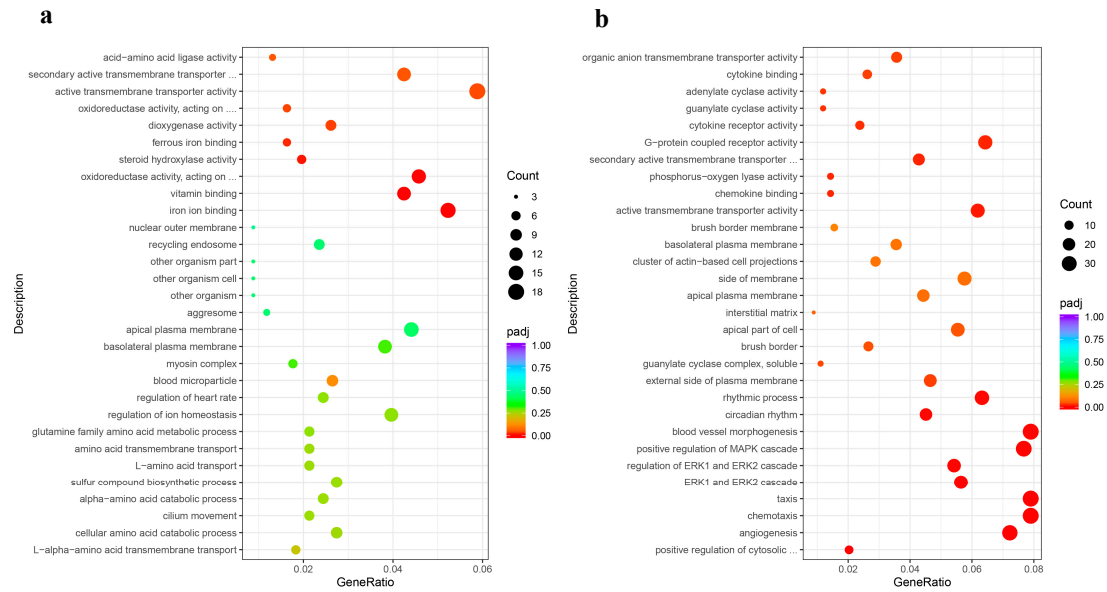 a
acid−amino acid ligase activity
secondary active transmembrane transporter ...
active transmembrane transporter activity
oxidoreductase activity, acting on ....
dioxygenase activity
ferrous iron binding
steroid hydroxylase activity
oxidoreductase activity, acting on ...
vitamin binding
iron ion binding
nuclear outer membrane
recycling endosome
other organism part
other organism cell
other organism
aggresome
apical plasma membrane
basolateral plasma membrane
myosin complex
blood microparticle
regulation of heart rate
regulation of ion homeostasis
glutamine family amino acid metabolic process
amino acid transmembrane transport
L−amino acid transport
sulfur compound biosynthetic process
alpha−amino acid catabolic process
cilium movement
cellular amino acid catabolic process
L−alpha−amino acid transmembrane transport
Description
0.02 0.04 0.06
GeneRatio
Count
3
6
9
12
15
18
padj
1.00
0.75
0.50
0.25
0.00
b
organic anion transmembrane transporter activity
cytokine binding
adenylate cyclase activity
guanylate cyclase activity
cytokine receptor activity
G−protein coupled receptor activity
secondary active transmembrane transporter ...
phosphorus−oxygen lyase activity
chemokine binding
active transmembrane transporter activity
brush border membrane
basolateral plasma membrane
cluster of actin−based cell projections
side of membrane
apical plasma membrane
interstitial matrix
apical part of cell
brush border
guanylate cyclase complex, soluble
external side of plasma membrane
rhythmic process
circadian rhythm
blood vessel morphogenesis
positive regulation of MAPK cascade
regulation of ERK1 and ERK2 cascade
ERK1 and ERK2 cascade
taxis
chemotaxis
angiogenesis
positive regulation of cytosolic ...
Description
0.02 0.04 0.06 0.08
GeneRatio
Count
10
20
30
padj
1.00
0.75
0.50
0.25
0.00